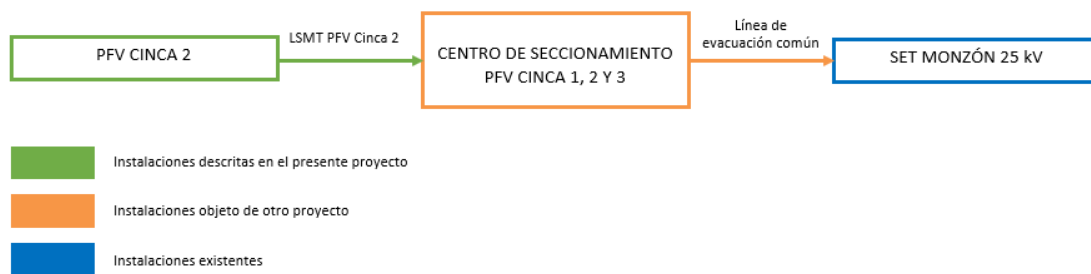 PFV CINCA 2
LSMT PFV Cinca 2
CENTRO DE SECCIONAMIENTO
PFV CINCA 1, 2 Y 3
Línea de
evacuación común
SET MONZÓN 25 kV
Instalaciones descritas en el presente proyecto
Instalaciones objeto de otro proyecto
Instalaciones existentes